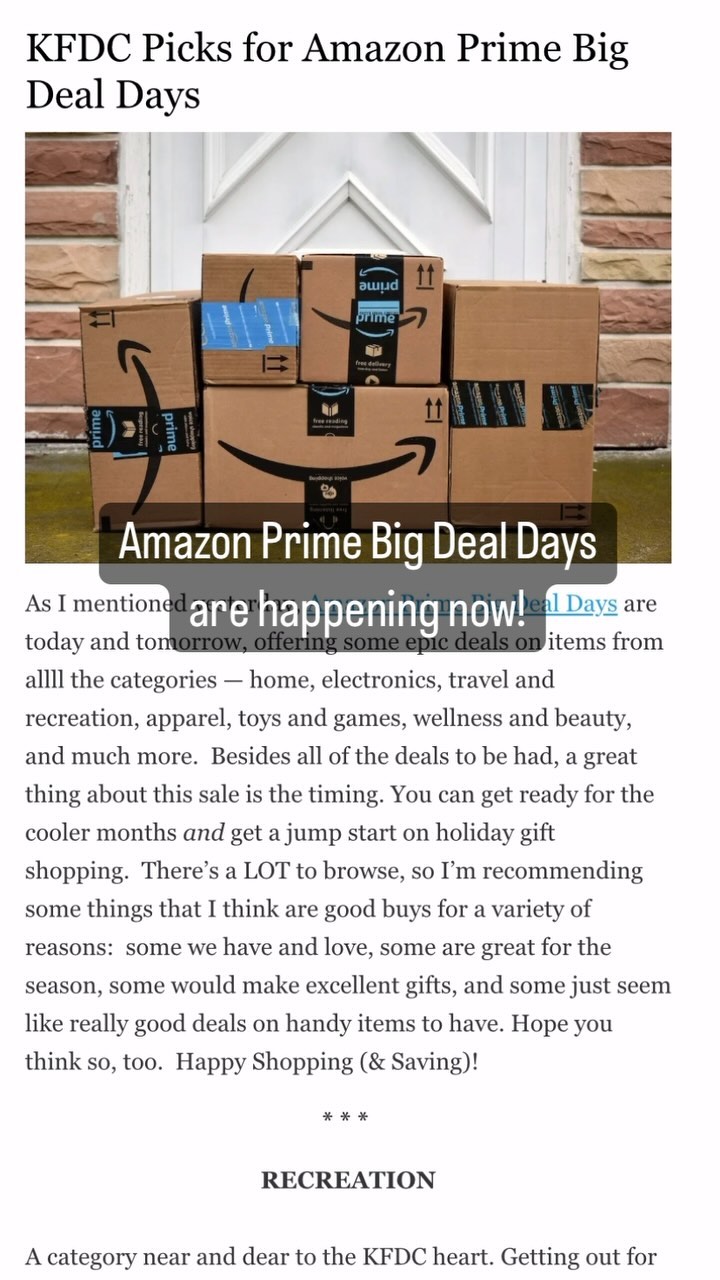 KFDC Picks for Amazon Prime Big
Deal Days
prime
prime
free delivery
prime
free reading
prime
free reading
Amazon Prime Big Deal Days
are happening now!
As I mentioned yesterday, Amazon Prime Big Deal Days are
today and tomorrow, offering some epic deals on items from
allll the categories — home, electronics, travel and
recreation, apparel, toys and games, wellness and beauty,
and much more.  Besides all of the deals to be had, a great
thing about this sale is the timing. You can get ready for the
cooler months and get a jump start on holiday gift
shopping.  There’s a LOT to browse, so I’m recommending
some things that I think are good buys for a variety of
reasons:  some we have and love, some are great for the
season, some would make excellent gifts, and some just seem
like really good deals on handy items to have. Hope you
think so, too.  Happy Shopping (& Saving)!
* * *
RECREATION
A category near and dear to the KFDC heart. Getting out for